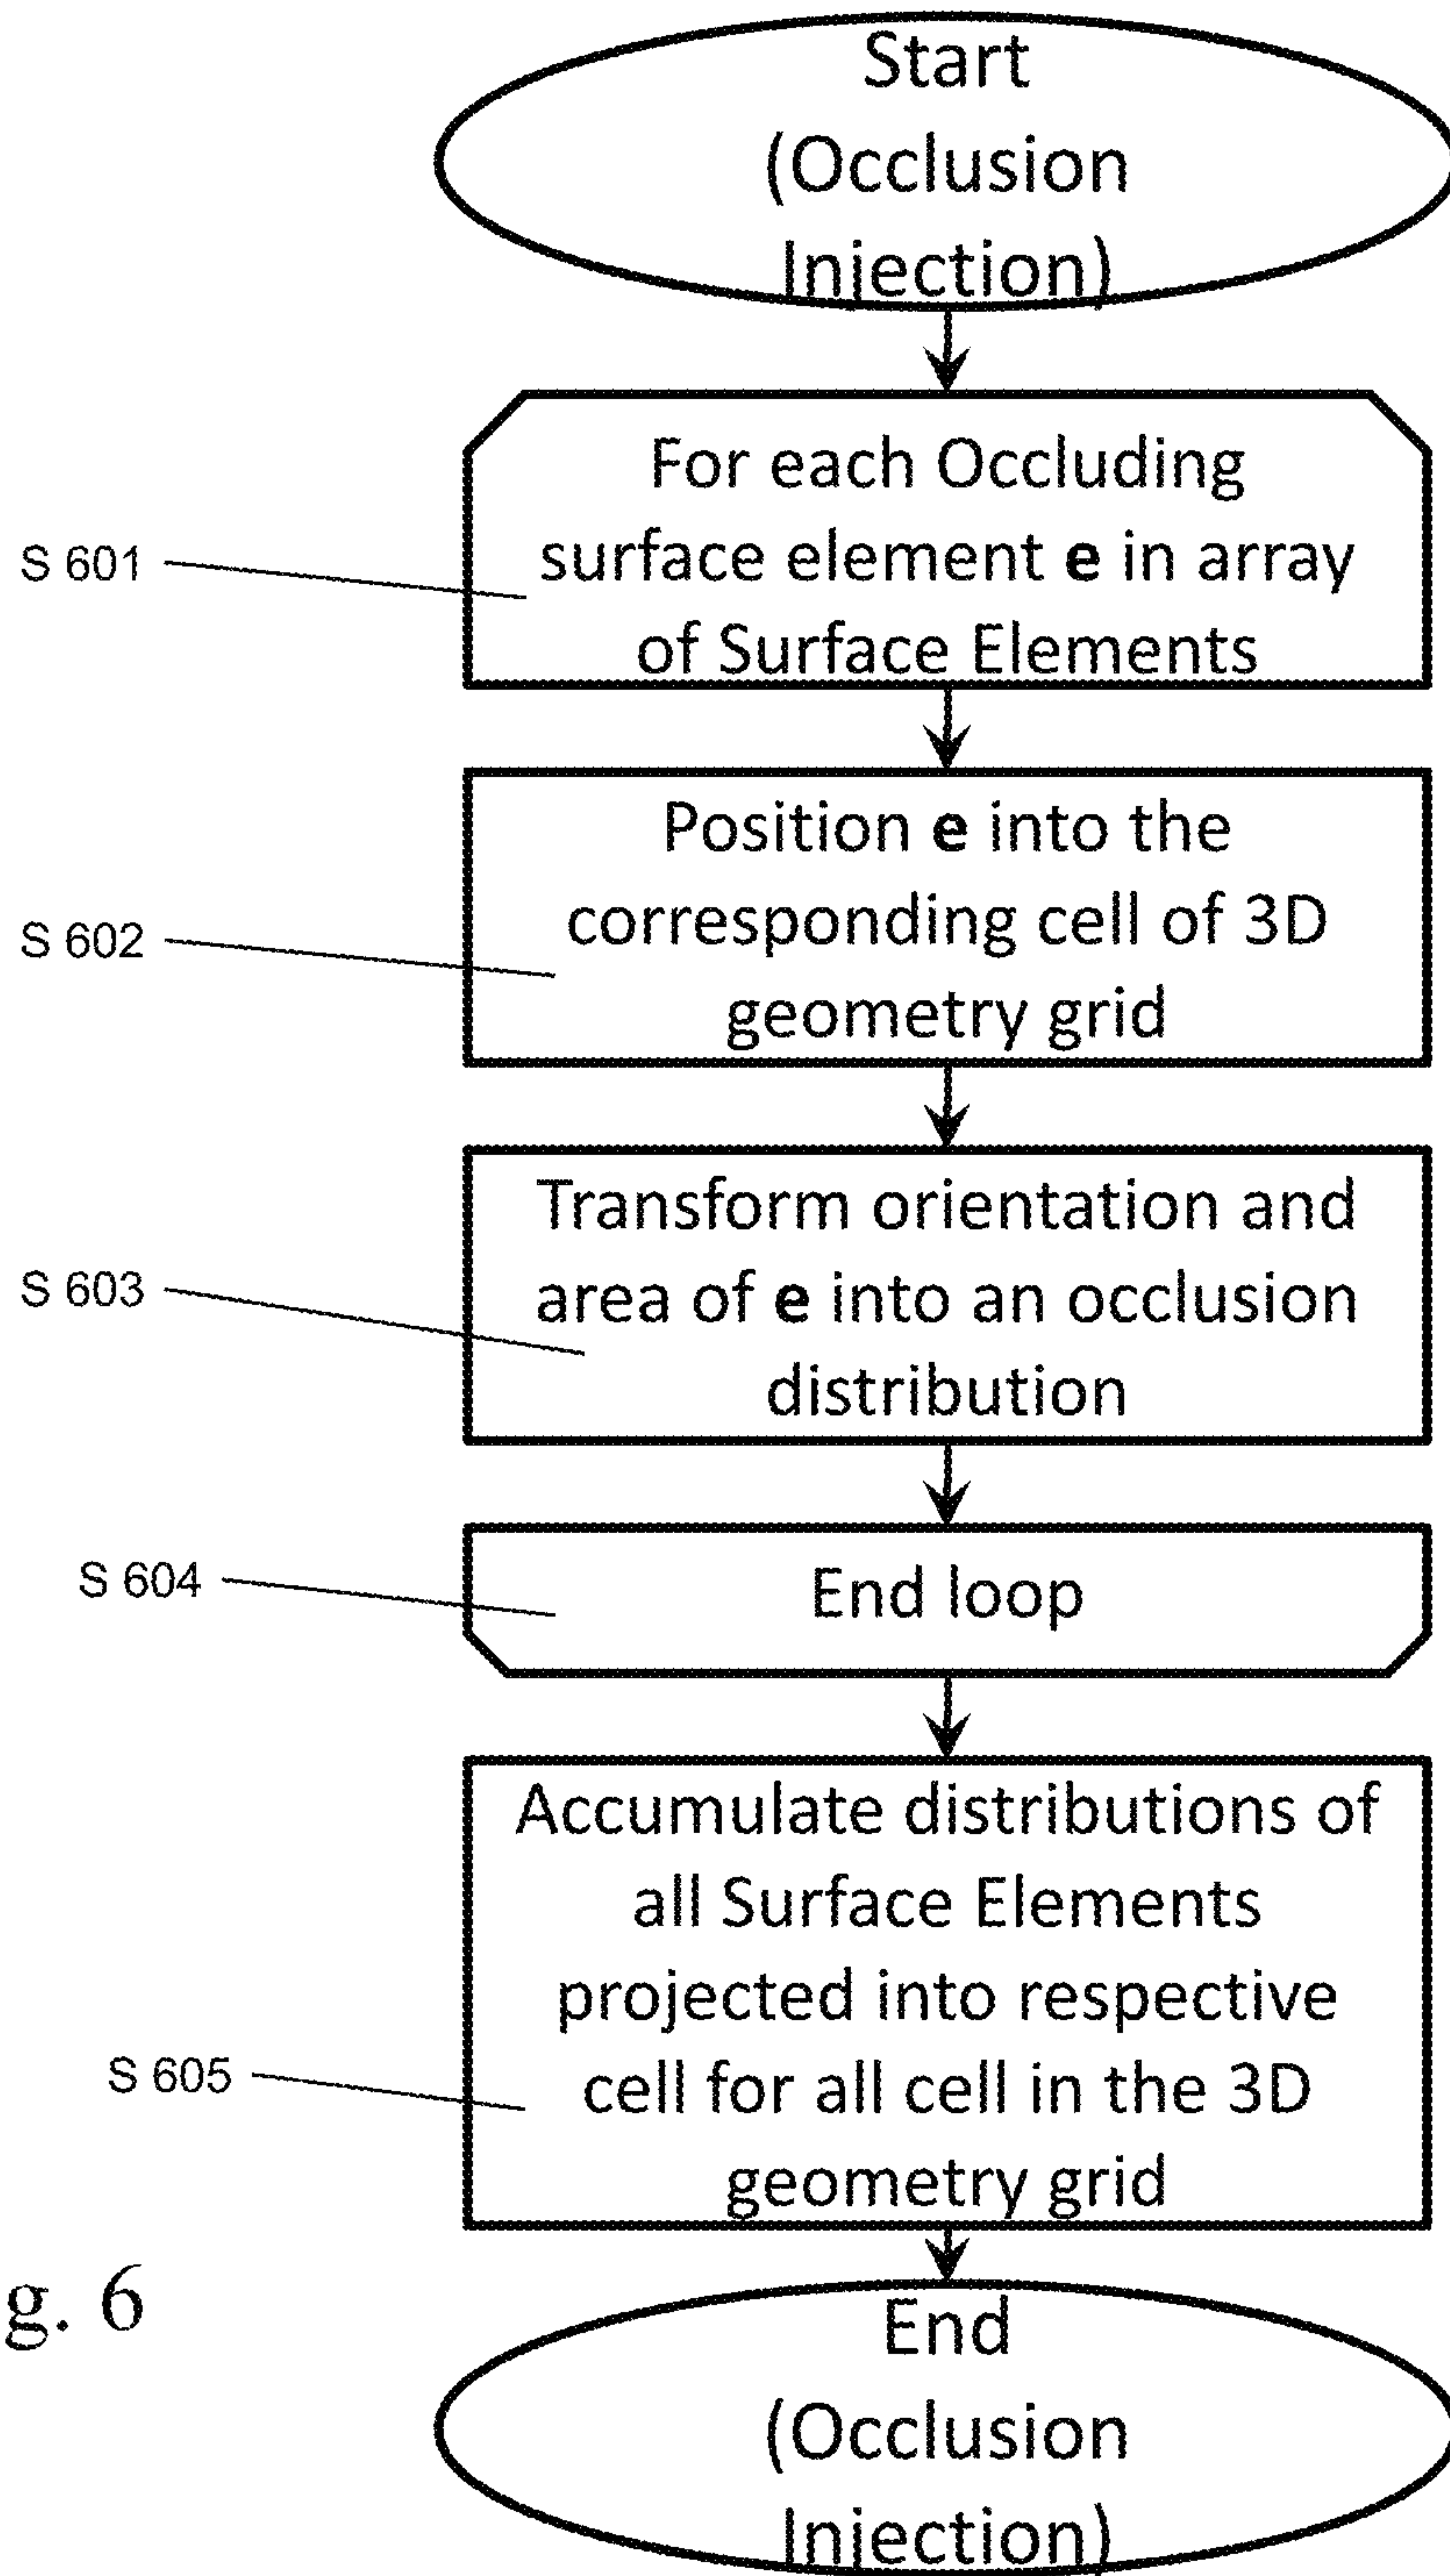 Start
(Occlusion
Injection)
For each Occluding
surface element e in array
of Surface Elements
S 601
Position e into the
corresponding cell of 3D
geometry grid
S 602
Transform orientation and
area of e into an occlusion
distribution
S 603
End loop
S 604
Accumulate distributions of
all Surface Elements
projected into respective
cell for all cell in the 3D
geometry grid
S 605
g. 6
End
(Occlusion
Injection)